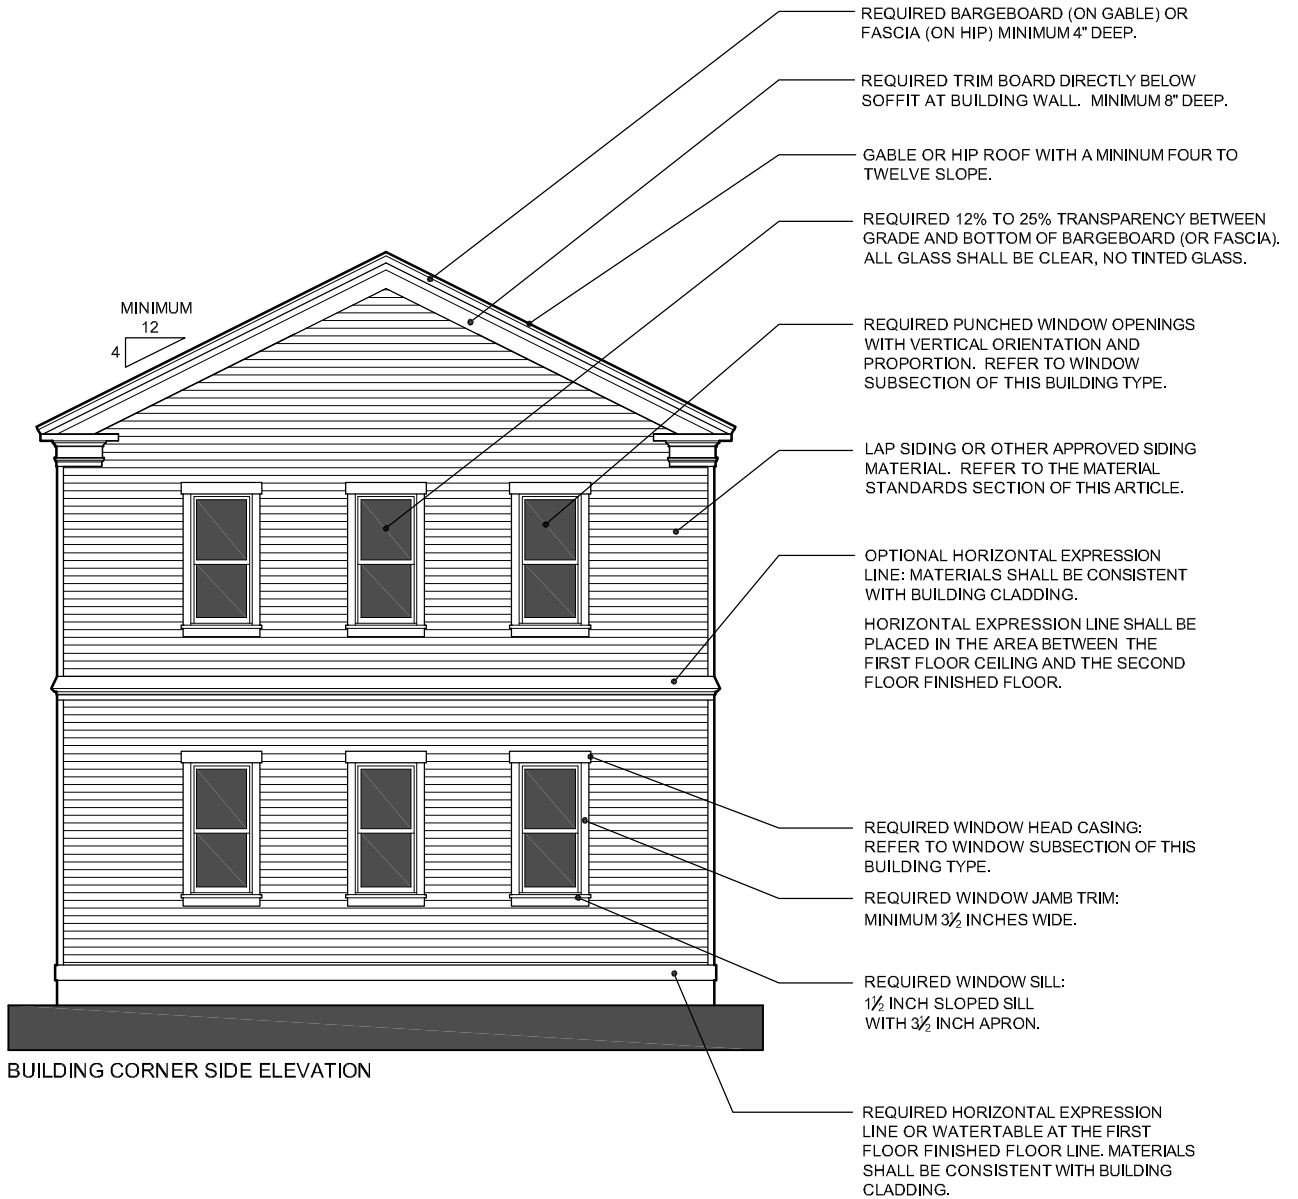 REQUIRED BARGEBOARD (ON GABLE) OR
FASCIA (ON HIP) MINIMUM 4" DEEP.
REQUIRED TRIM BOARD DIRECTLY BELOW
SOFFIT AT BUILDING WALL. MINIMUM 8" DEEP.
GABLE OR HIP ROOF WITH A MININUM FOUR TO
TWELVE SLOPE.
REQUIRED 12% TO 25% TRANSPARENCY BETWEEN
GRADE AND BOTTOM OF BARGEBOARD (OR FASCIA).
ALL GLASS SHALL BE CLEAR, NO TINTED GLASS.
MINIMUM
12
4
REQUIRED PUNCHED WINDOW OPENINGS
WITH VERTICAL ORIENTATION AND
PROPORTION. REFER TO WINDOW
SUBSECTION OF THIS BUILDING TYPE.
LAP SIDING OR OTHER APPROVED SIDING
MATERIAL. REFER TO THE MATERIAL
STANDARDS SECTION OF THIS ARTICLE.
OPTIONAL HORIZONTAL EXPRESSION
LINE: MATERIALS SHALL BE CONSISTENT
WITH BUILDING CLADDING.
HORIZONTAL EXPRESSION LINE SHALL BE
PLACED IN THE AREA BETWEEN THE
FIRST FLOOR CEILING AND THE SECOND
FLOOR FINISHED FLOOR.
REQUIRED WINDOW HEAD CASING:
REFER TO WINDOW SUBSECTION OF THIS
BUILDING TYPE.
REQUIRED WINDOW JAMB TRIM:
MINIMUM 3½ INCHES WIDE.
REQUIRED WINDOW SILL:
1½ INCH SLOPED SILL
WITH 3½ INCH APRON.
BUILDING CORNER SIDE ELEVATION
REQUIRED HORIZONTAL EXPRESSION
LINE OR WATERTABLE AT THE FIRST
FLOOR FINISHED FLOOR LINE. MATERIALS
SHALL BE CONSISTENT WITH BUILDING
CLADDING.